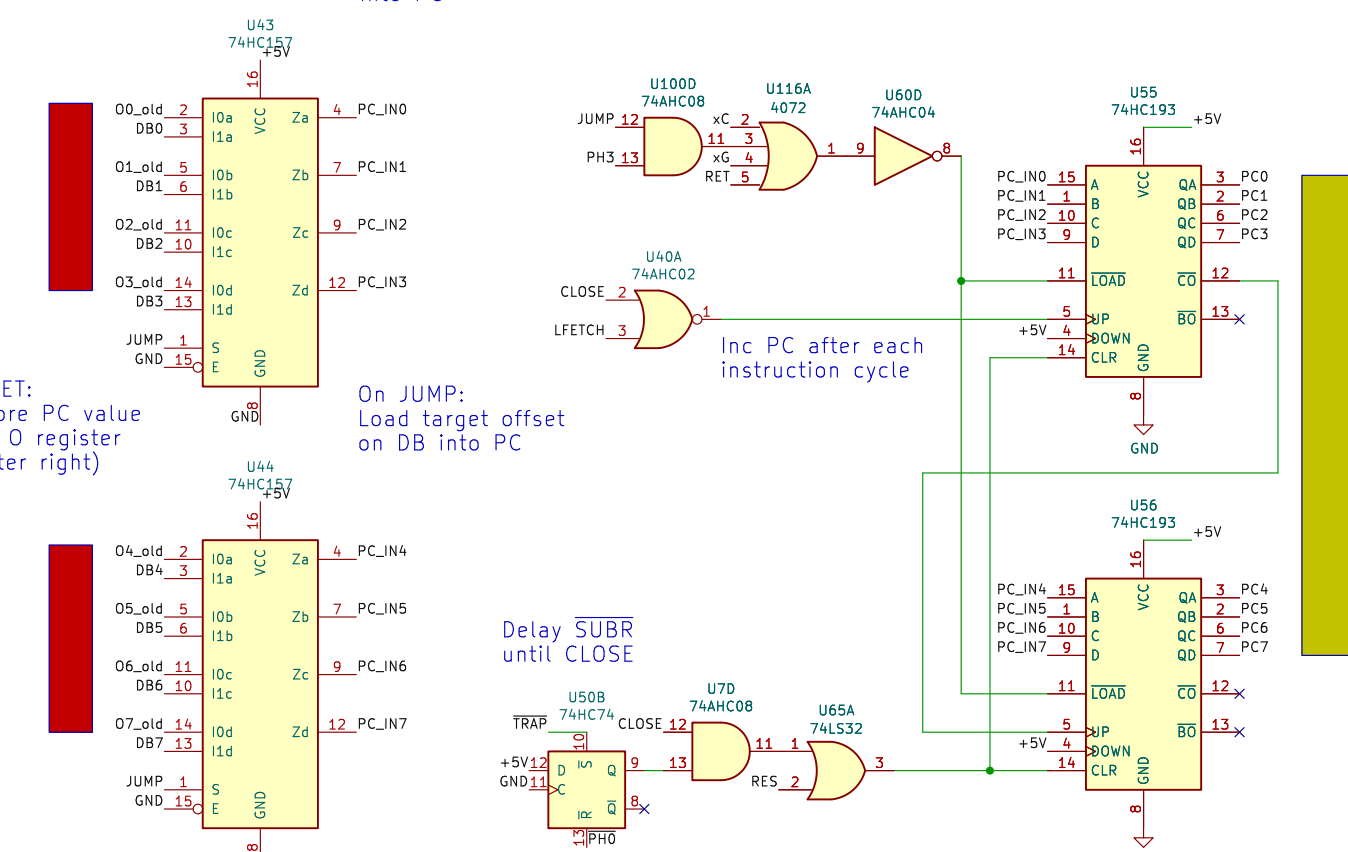 U43
74HC157
+5V
16
O0_old 2 I0a VCC Za 4 PC_IN0
DB0 3 I1a
O1_old 5 I0b Zb 7 PC_IN1
DB1 6 I1b
O2_old 11 I0c Zc 9 PC_IN2
DB2 10 I1c
O3_old 14 I0d Zd 12 PC_IN3
DB3 13 I1d
JUMP 1 S
GND 15 E GND
8
GND
ET:
ore PC value
O register
ter right)
On JUMP:
Load target offset
on DB into PC
U44
74HC157
+5V
16
O4_old 2 I0a VCC Za 4 PC_IN4
DB4 3 I1a
O5_old 5 I0b Zb 7 PC_IN5
DB5 6 I1b
O6_old 11 I0c Zc 9 PC_IN6
DB6 10 I1c
O7_old 14 I0d Zd 12 PC_IN7
DB7 13 I1d
JUMP 1 S
GND 15 E GND
8
U100D
74AHC08
JUMP 12
11
PH3 13
U116A
4072
xC 2
3
xG 4
RET 5
1
U60D
74AHC04
9 8
U40A
74AHC02
CLOSE 2
1
LFETCH 3
Inc PC after each
instruction cycle
U55
74HC193
+5V
16
PC_IN0 15 A VCC QA 3 PC0
PC_IN1 1 B QB 2 PC1
PC_IN2 10 C QC 6 PC2
PC_IN3 9 D QD 7 PC3
11 LOAD CO 12
5 UP BO 13
+5V 4 DOWN
14 CLR GND
8
GND
Delay SUBR
until CLOSE
U50B
74HC74
TRAP
10
+5V 12 D S Q 9
GND 11 C
R Q 8
13 PH0
U7D
74AHC08
CLOSE 12
11
13
U65A
74LS32
1
3
RES 2
U56
74HC193
+5V
16
PC_IN4 15 A VCC QA 3 PC4
PC_IN5 1 B QB 2 PC5
PC_IN6 10 C QC 6 PC6
PC_IN7 9 D QD 7 PC7
11 LOAD CO 12
5 UP BO 13
+5V 4 DOWN
14 CLR GND
8